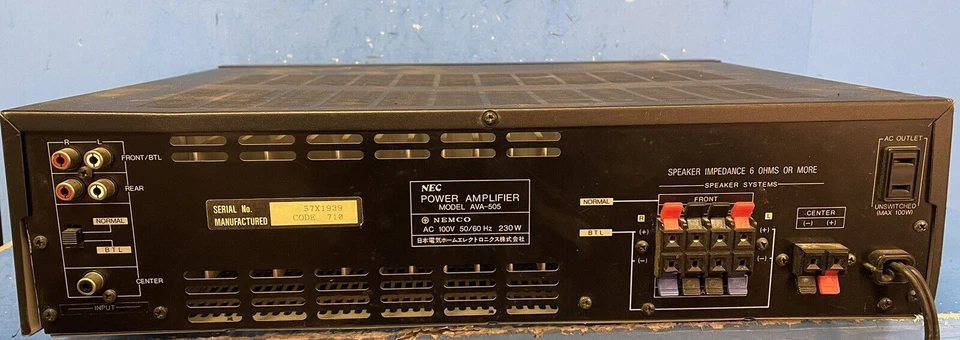 R L
FRONT/BTL
REAR
NORMAL
BTL
CENTER
INPUT
SERIAL No. 57X1939
MANUFACTURED CODE 710
NEC
POWER AMPLIFIER
MODEL AVA-505
NEMCO
AC 100V 50/60 Hz 230W
日本電気ホームエレクトロニクス株式会社
SPEAKER IMPEDANCE 6 OHMS OR MORE
SPEAKER SYSTEMS
FRONT
NORMAL
R L
(+) (+)
BTL
(-) (-)
CENTER
(-) (+)
AC OUTLET
UNSWITCHED
(MAX 100W)